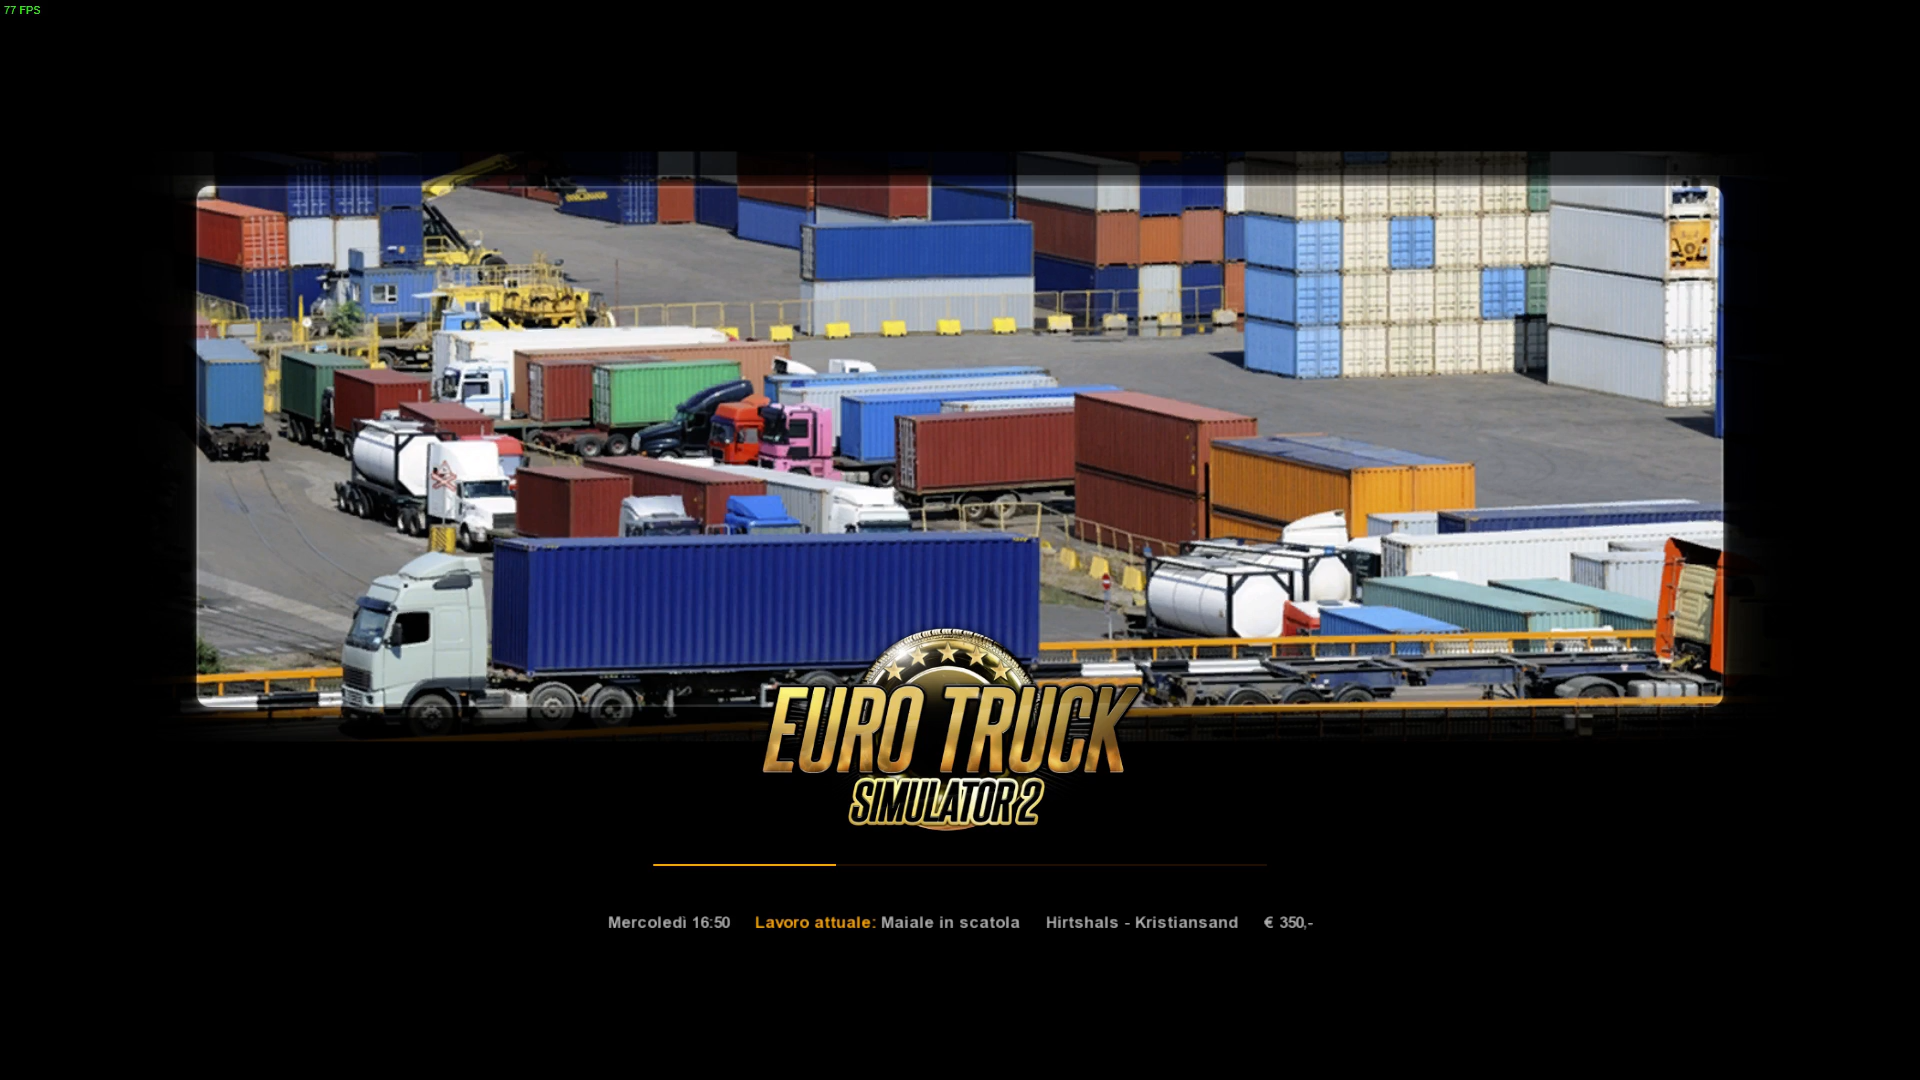 77 FPS
EURO TRUCK
SIMULATOR 2
Mercoledì 16:50 Lavoro attuale: Maiale in scatola Hirtshals - Kristiansand € 350,-